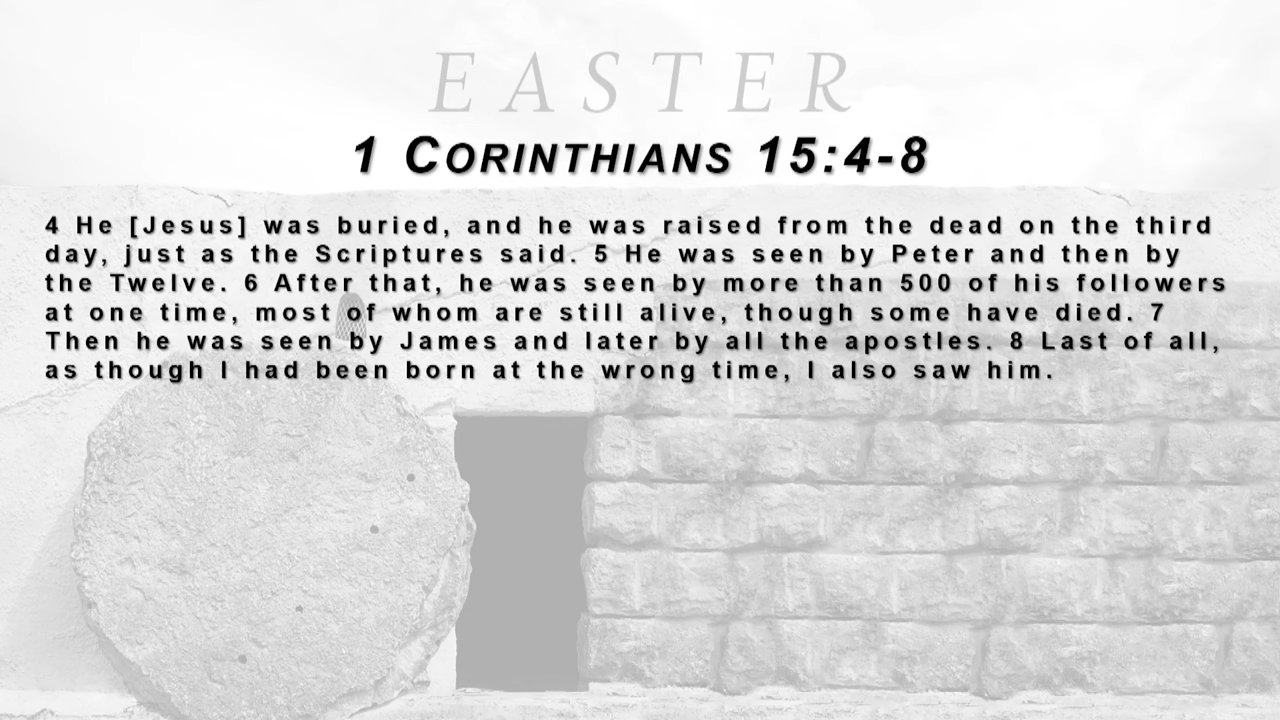 EASTER
1 CORINTHIANS 15:4-8
4 He [Jesus] was buried, and he was raised from the dead on the third
day, just as the Scriptures said. 5 He was seen by Peter and then by
the Twelve. 6 After that, he was seen by more than 500 of his followers
at one time, most of whom are still alive, though some have died. 7
Then he was seen by James and later by all the apostles. 8 Last of all,
as though I had been born at the wrong time, I also saw him.